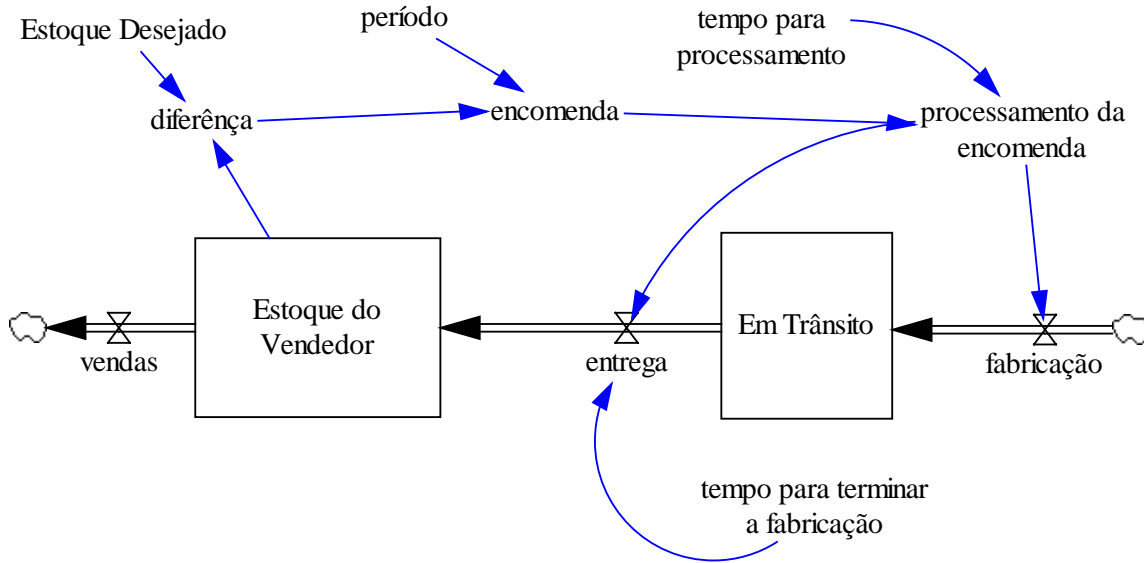 Estoque Desejado
período
tempo para
processamento
diferênça
encomenda
processamento da
encomenda
Estoque do
Vendedor
Em Trânsito
vendas
entrega
fabricação
tempo para terminar
a fabricação